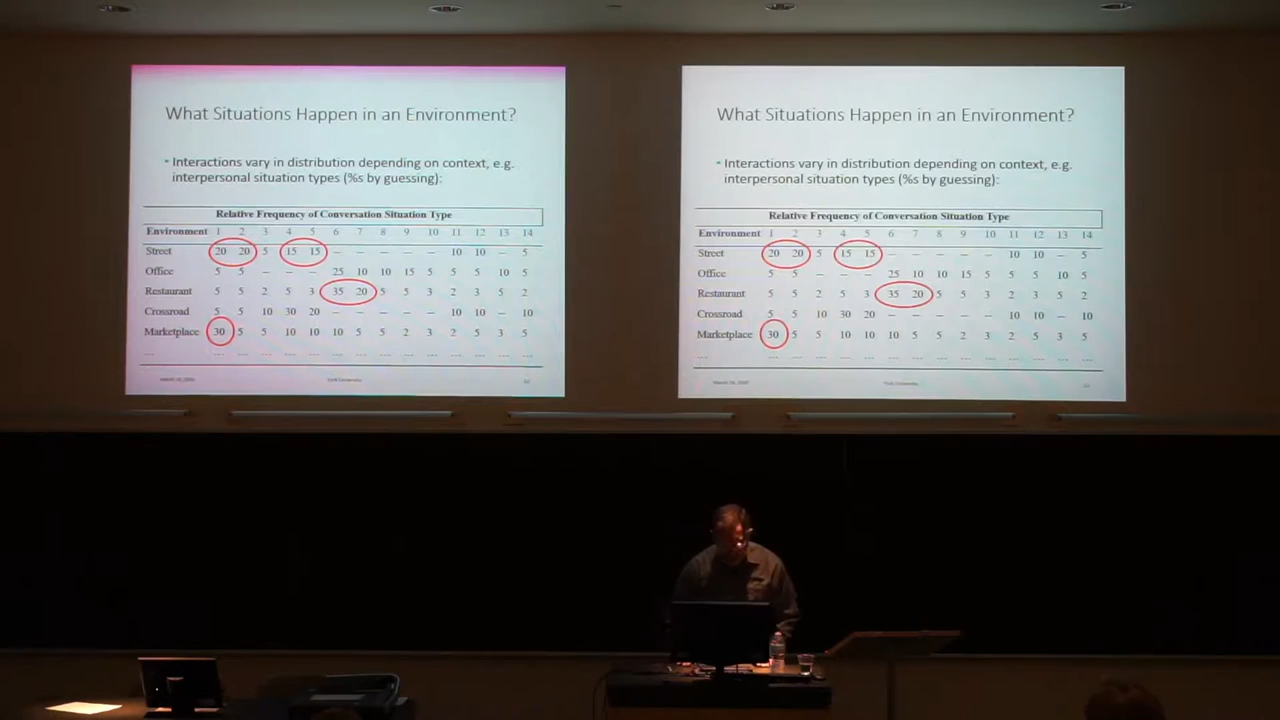 What Situations Happen in an Environment?
Interactions vary in distribution depending on context, e.g.
interpersonal situation types (%s by guessing):
Relative Frequency of Conversation Situation Type
Environment 1 2 3 4 5 6 7 8 9 10 11 12 13 14
Street 20 20 5 15 15 — — — — — 10 10 — 5
Office 5 5 — — — 25 10 10 15 5 5 5 10 5
Restaurant 5 5 2 5 3 35 20 5 5 3 2 3 5 2
Crossroad 5 5 10 30 20 — — — — — 10 10 — 10
Marketplace 30 5 5 10 10 10 5 5 2 3 2 5 3 5
... ... ... ... ... ... ... ... ... ... ... ... ... ... ...
York University
What Situations Happen in an Environment?
Interactions vary in distribution depending on context, e.g.
interpersonal situation types (%s by guessing):
Relative Frequency of Conversation Situation Type
Environment 1 2 3 4 5 6 7 8 9 10 11 12 13 14
Street 20 20 5 15 15 — — — — — 10 10 — 5
Office 5 5 — — — 25 10 10 15 5 5 5 10 5
Restaurant 5 5 2 5 3 35 20 5 5 3 2 3 5 2
Crossroad 5 5 10 30 20 — — — — — 10 10 — 10
Marketplace 30 5 5 10 10 10 5 5 2 3 2 5 3 5
... ... ... ... ... ... ... ... ... ... ... ... ... ... ...
York University